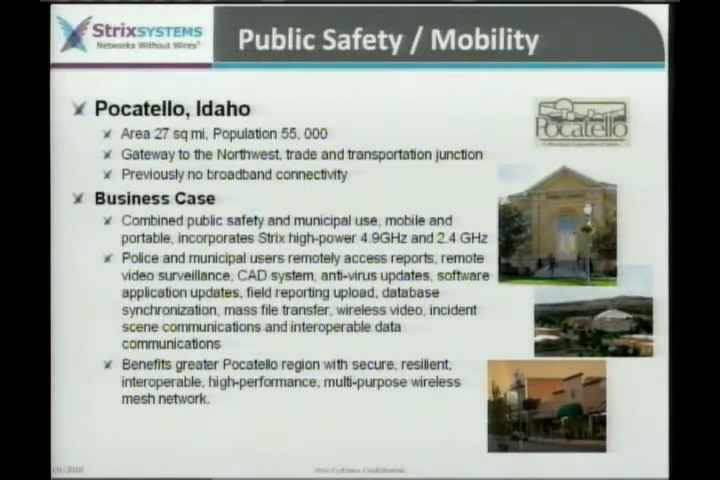 StrixSYSTEMS
Networks Without Wires
Public Safety / Mobility
Pocatello, Idaho
Area 27 sq mi, Population 55, 000
Gateway to the Northwest, trade and transportation junction
Previously no broadband connectivity
Business Case
Combined public safety and municipal use, mobile and
portable, incorporates Strix high-power 4.9GHz and 2.4 GHz
Police and municipal users remotely access reports, remote
video surveillance, CAD system, anti-virus updates, software
application updates, field reporting upload, database
synchronization, mass file transfer, wireless video, incident
scene communications and interoperable data
communications
Benefits greater Pocatello region with secure, resilient,
interoperable, high-performance, multi-purpose wireless
mesh network.
Pocatello